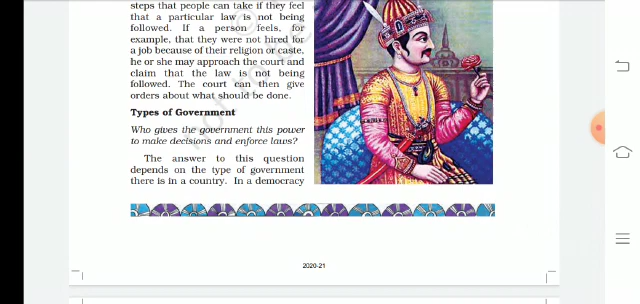 steps that people can take if they feel
that a particular law is not being
followed. If a person feels, for
example, that they were not hired for
a job because of their religion or caste,
he or she may approach the court and
claim that the law is not being
followed. The court can then give
orders about what should be done.
Types of Government
Who gives the government this power
to make decisions and enforce laws?
The answer to this question
depends on the type of government
there is in a country. In a democracy
2020-21